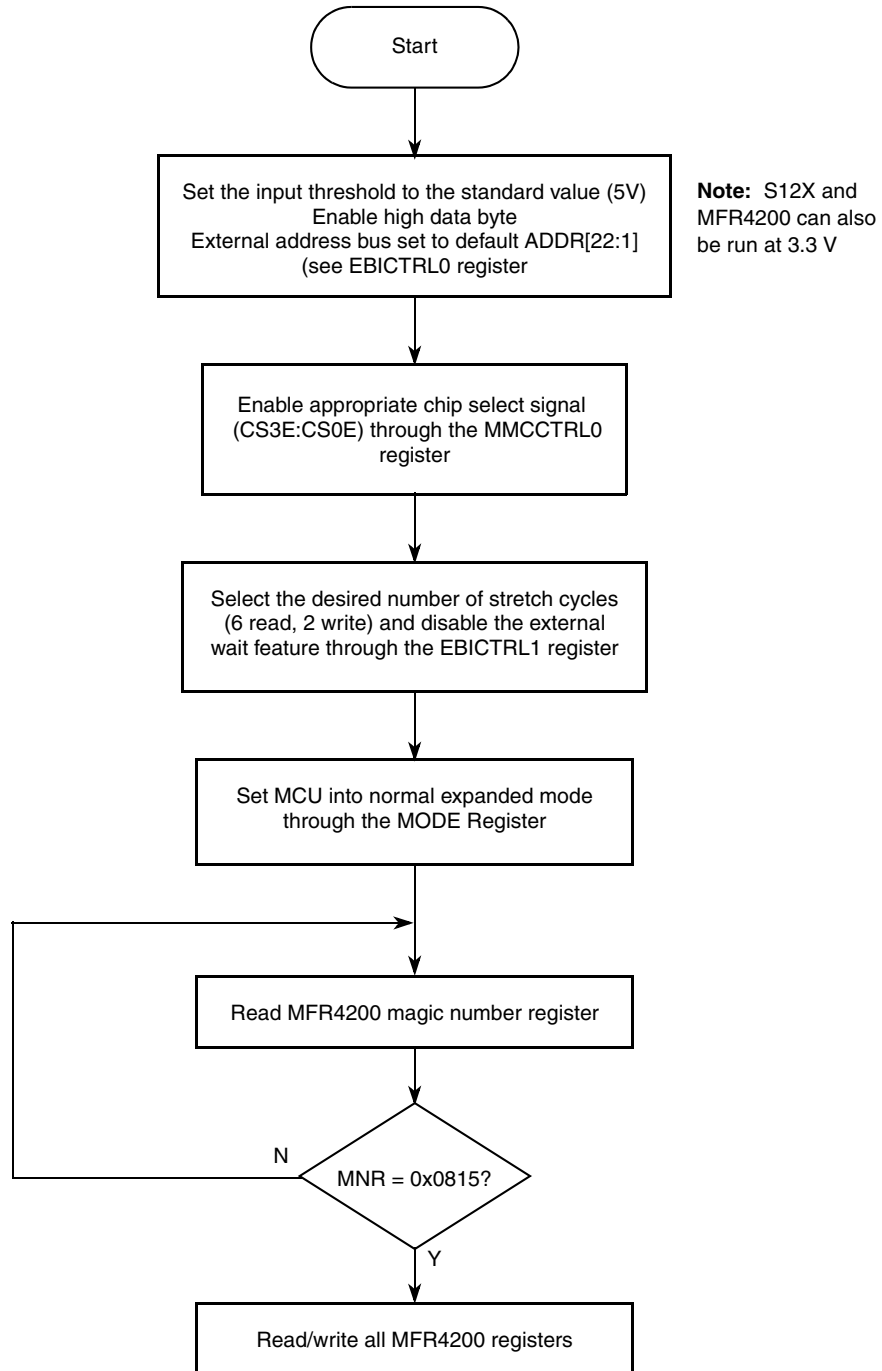 Start
Set the input threshold to the standard value (5V)
Enable high data byte
External address bus set to default ADDR[22:1]
(see EBICTRL0 register
Note: S12X and
MFR4200 can also
be run at 3.3 V
Enable appropriate chip select signal
(CS3E:CS0E) through the MMCCTRL0
register
Select the desired number of stretch cycles
(6 read, 2 write) and disable the external
wait feature through the EBICTRL1 register
Set MCU into normal expanded mode
through the MODE Register
Read MFR4200 magic number register
N
MNR = 0x0815?
Y
Read/write all MFR4200 registers